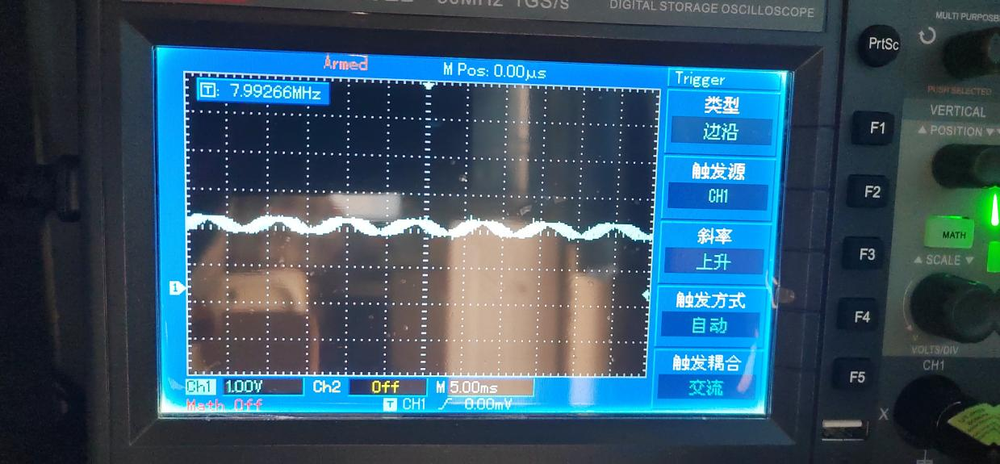 1GS/s
DIGITAL STORAGE OSCILLOSCOPE
MULTI PURPOSE
PrtSc
PUSH SELECTED
Armed
M Pos: 0.00μs
Trigger
T: 7.99266MHz
类型
边沿
触发源
CH1
斜率
上升
触发方式
自动
触发耦合
交流
1
Ch1 1.00V Ch2 Off M 5.00ms
Math Off T CH1 0.00mV
F1
F2
F3
F4
F5
VERTICAL
▲ POSITION ▼
MATH
▲ SCALE ▼
VOLTS/DIV
CH1
X